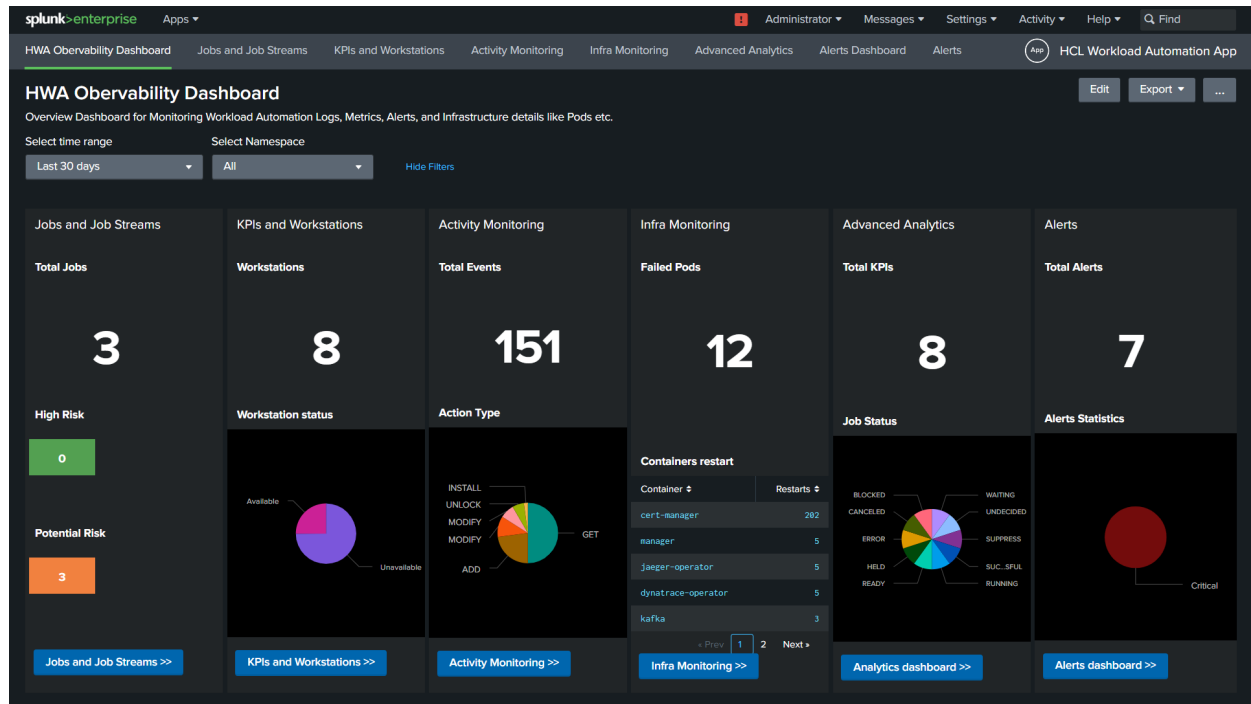 splunk>enterprise Apps ▾ ! Administrator ▾ Messages ▾ Settings ▾ Activity ▾ Help ▾ Find
HWA Obervability Dashboard Jobs and Job Streams KPIs and Workstations Activity Monitoring Infra Monitoring Advanced Analytics Alerts Dashboard Alerts App HCL Workload Automation App
HWA Obervability Dashboard
Edit Export ▾ ...
Overview Dashboard for Monitoring Workload Automation Logs, Metrics, Alerts, and Infrastructure details like Pods etc.
Select time range Select Namespace
Last 30 days All Hide Filters
Jobs and Job Streams
Total Jobs
3
High Risk
0
Potential Risk
3
Jobs and Job Streams >>
KPIs and Workstations
Workstations
8
Workstation status
Available
Unavailable
KPIs and Workstations >>
Activity Monitoring
Total Events
151
Action Type
INSTALL
UNLOCK
MODIFY
MODIFY
ADD
GET
Activity Monitoring >>
Infra Monitoring
Failed Pods
12
Containers restart
Container Restarts
cert-manager 202
manager 5
jaeger-operator 5
dynatrace-operator 5
kafka 3
« Prev 1 2 Next »
Infra Monitoring >>
Advanced Analytics
Total KPIs
8
Job Status
BLOCKED
CANCELED
ERROR
HELD
READY
WAITING
UNDECIDED
SUPPRESS
SUC...SFUL
RUNNING
Analytics dashboard >>
Alerts
Total Alerts
7
Alerts Statistics
Critical
Alerts dashboard >>